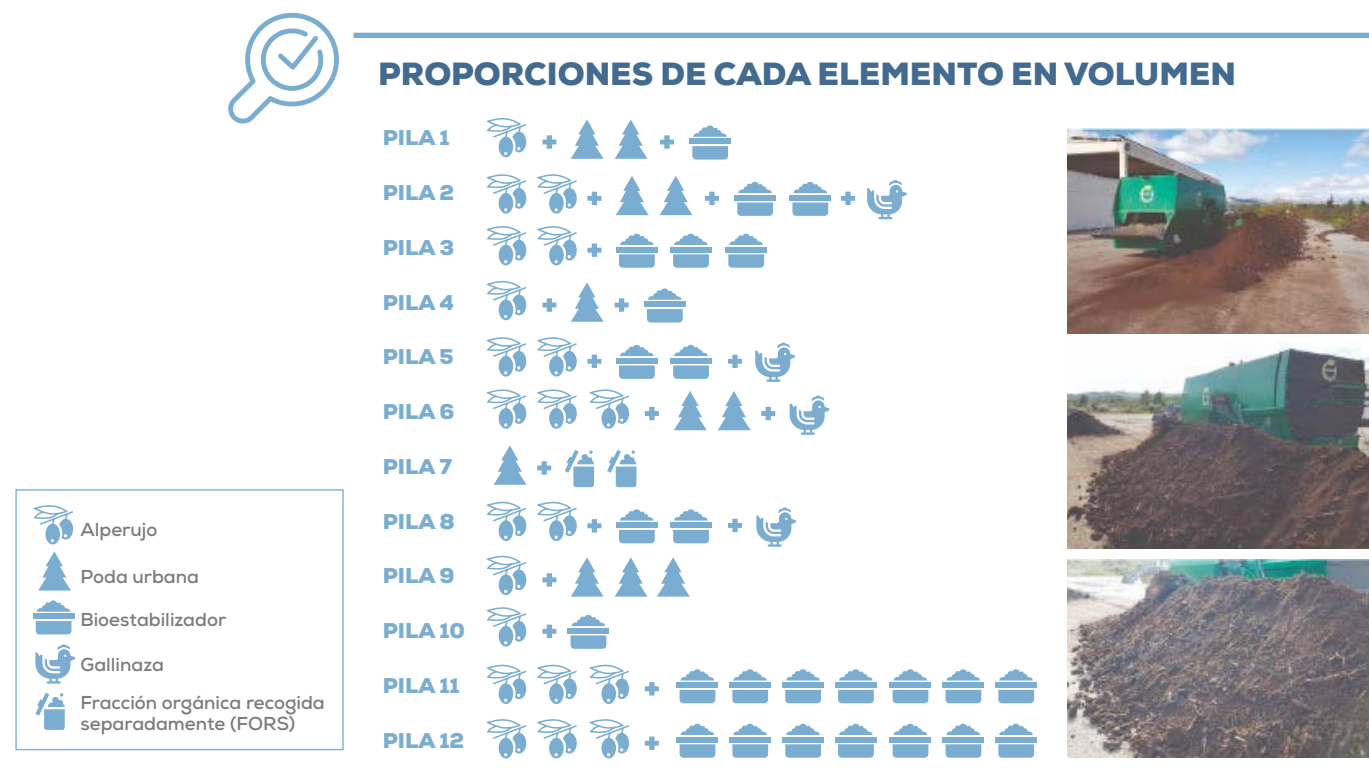 PROPORCIONES DE CADA ELEMENTO EN VOLUMEN
PILA 1
PILA 2
PILA 3
PILA 4
PILA 5
PILA 6
PILA 7
PILA 8
PILA 9
PILA 10
PILA 11
PILA 12
Alperujo
Poda urbana
Bioestabilizador
Gallinaza
Fracción orgánica recogida
separadamente (FORS)